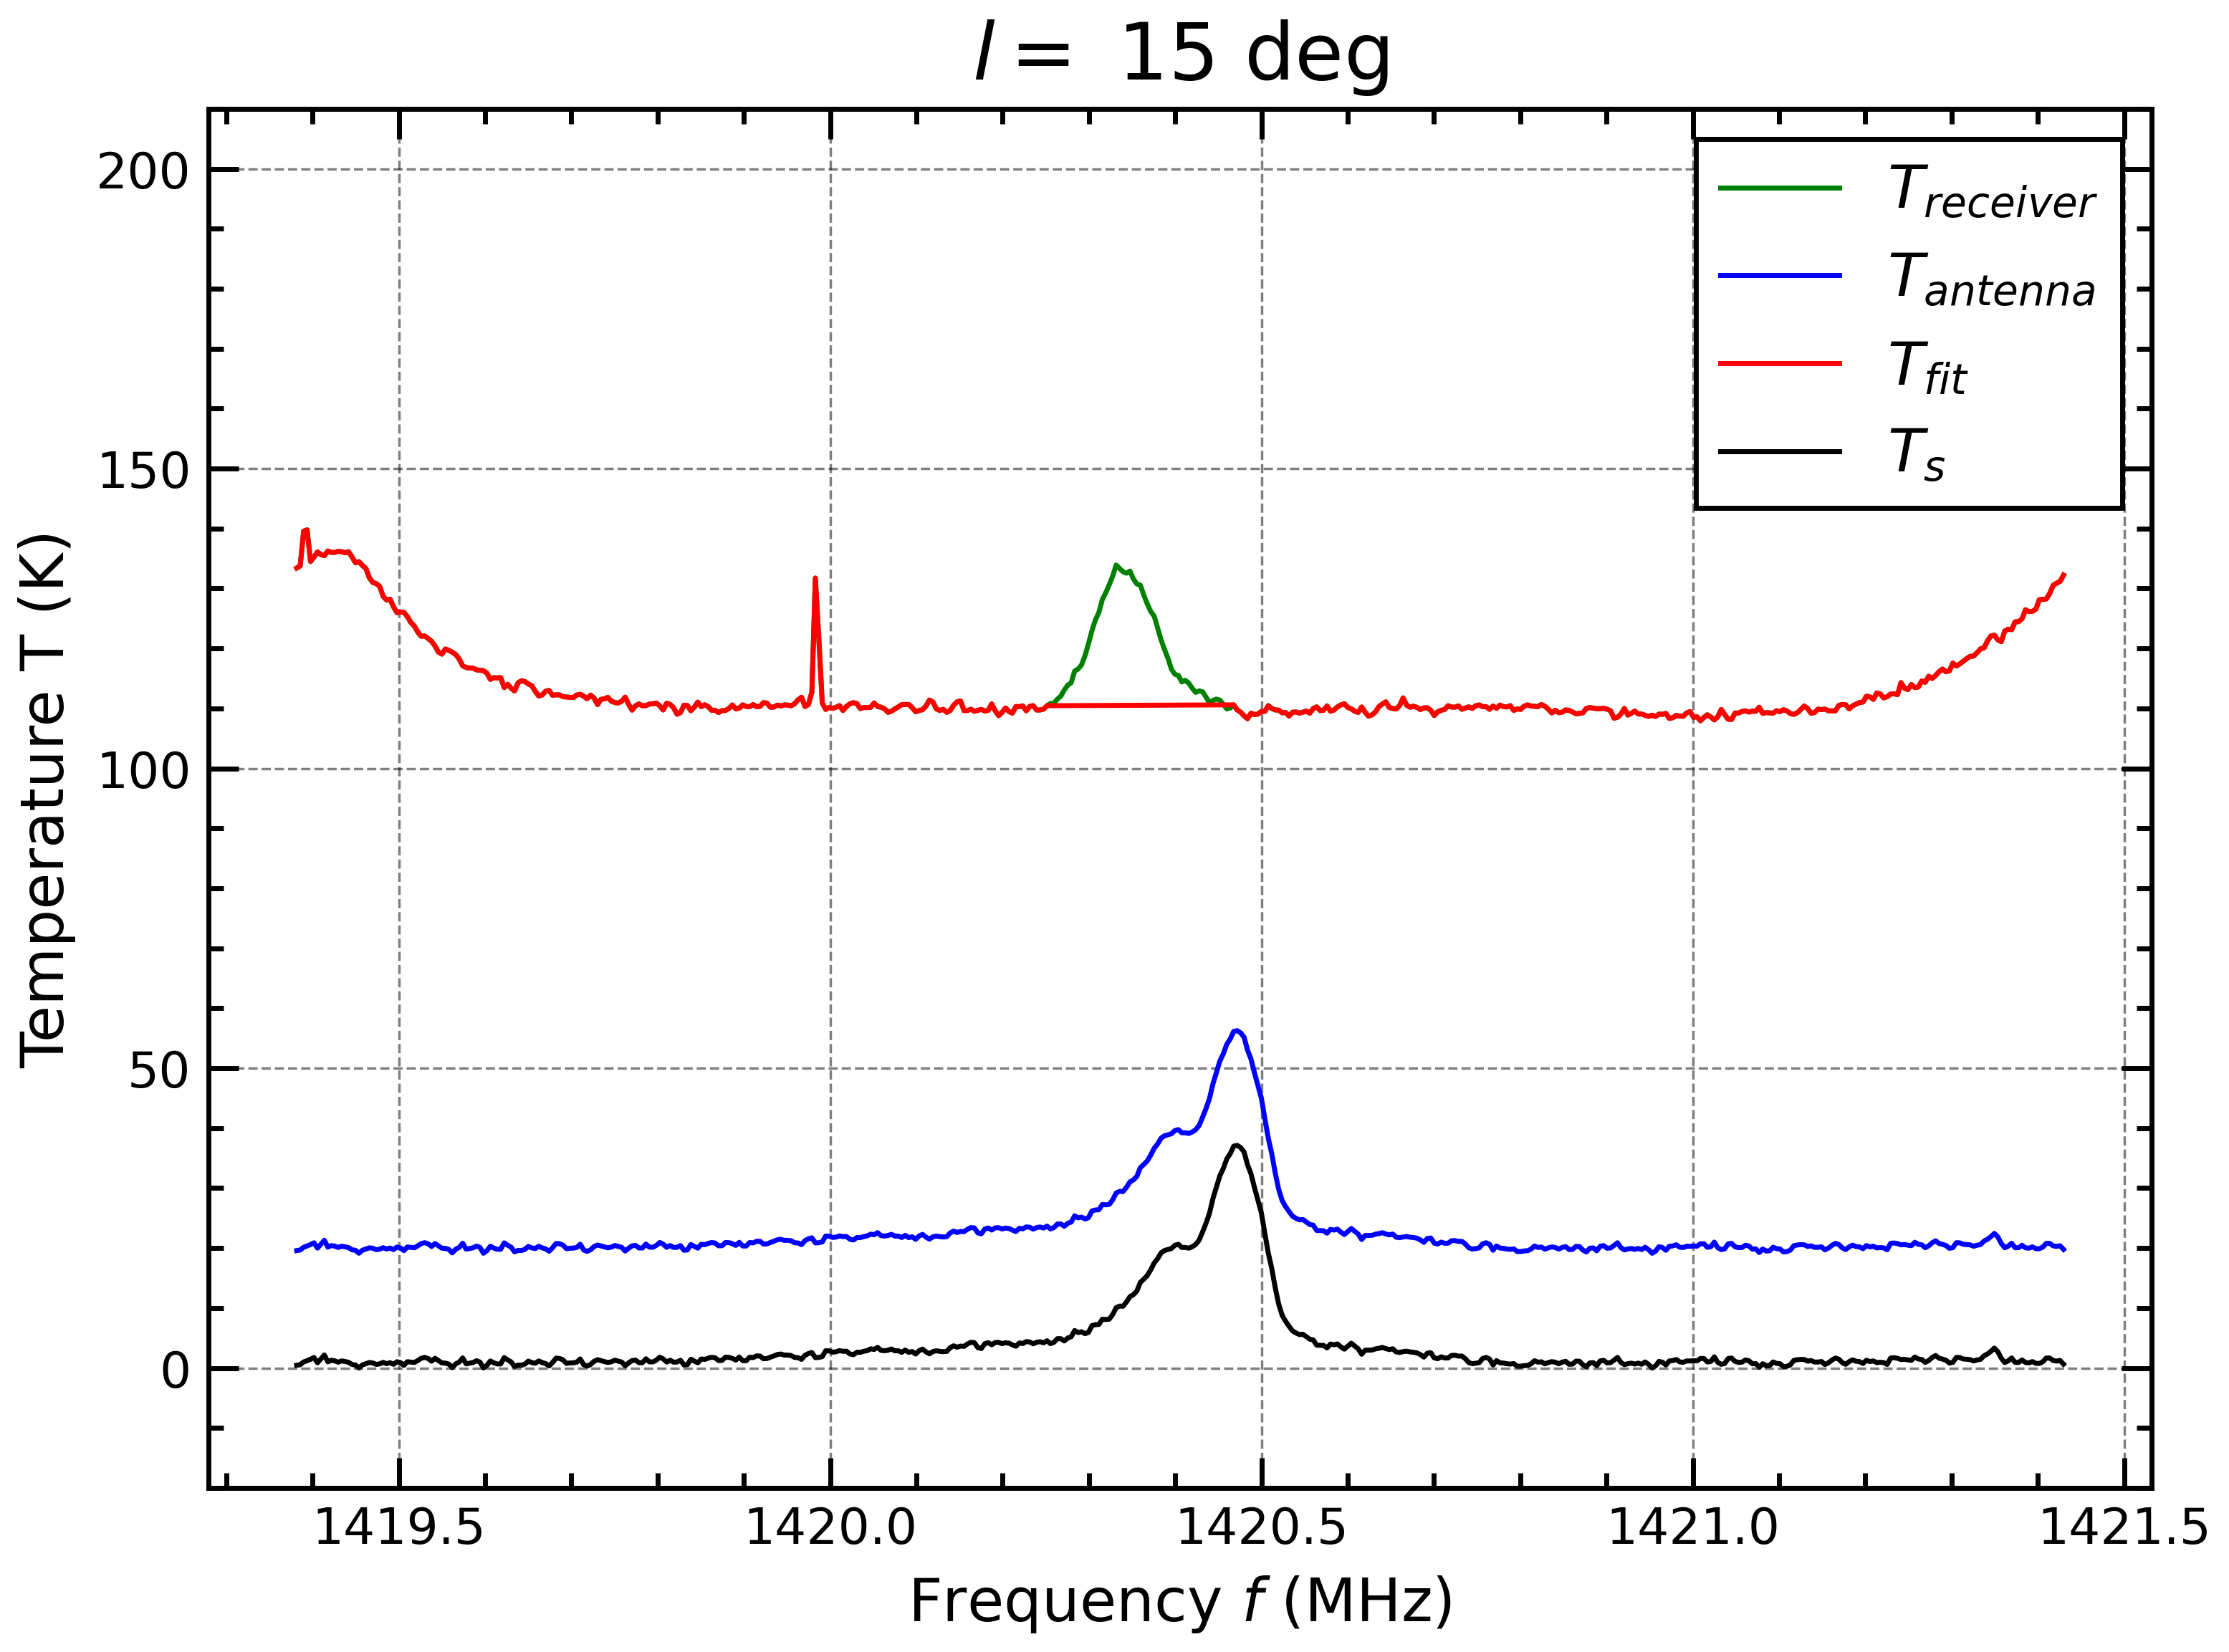 l = 15 deg
Temperature T (K)
200
150
100
50
0
T_receiver
T_antenna
T_fit
T_s
1419.5 1420.0 1420.5 1421.0 1421.5
Frequency f (MHz)